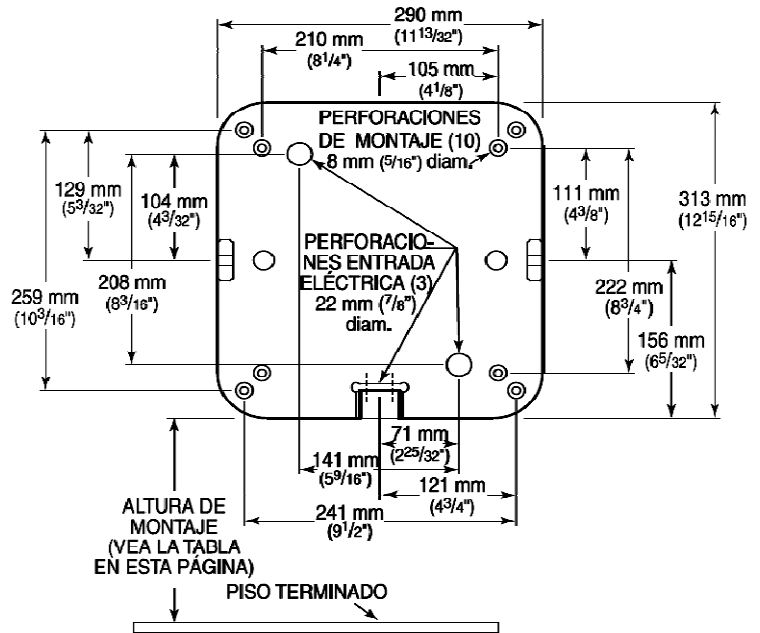 290 mm
(11 13/32")
210 mm
(8 1/4")
105 mm
(4 1/8")
PERFORACIONES
DE MONTAJE (10)
8 mm (5/16") diam.
129 mm
(5 3/32")
104 mm
(4 3/32")
111 mm
(4 3/8")
313 mm
(12 15/16")
PERFORACIO-
NES ENTRADA
ELÉCTRICA (3)
22 mm (7/8")
diam.
259 mm
(10 3/16")
208 mm
(8 3/16")
222 mm
(8 3/4")
156 mm
(6 5/32")
71 mm
(2 25/32")
141 mm
(5 9/16")
121 mm
(4 3/4")
241 mm
(9 1/2")
ALTURA DE
MONTAJE
(VEA LA TABLA
EN ESTA PÁGINA)
PISO TERMINADO